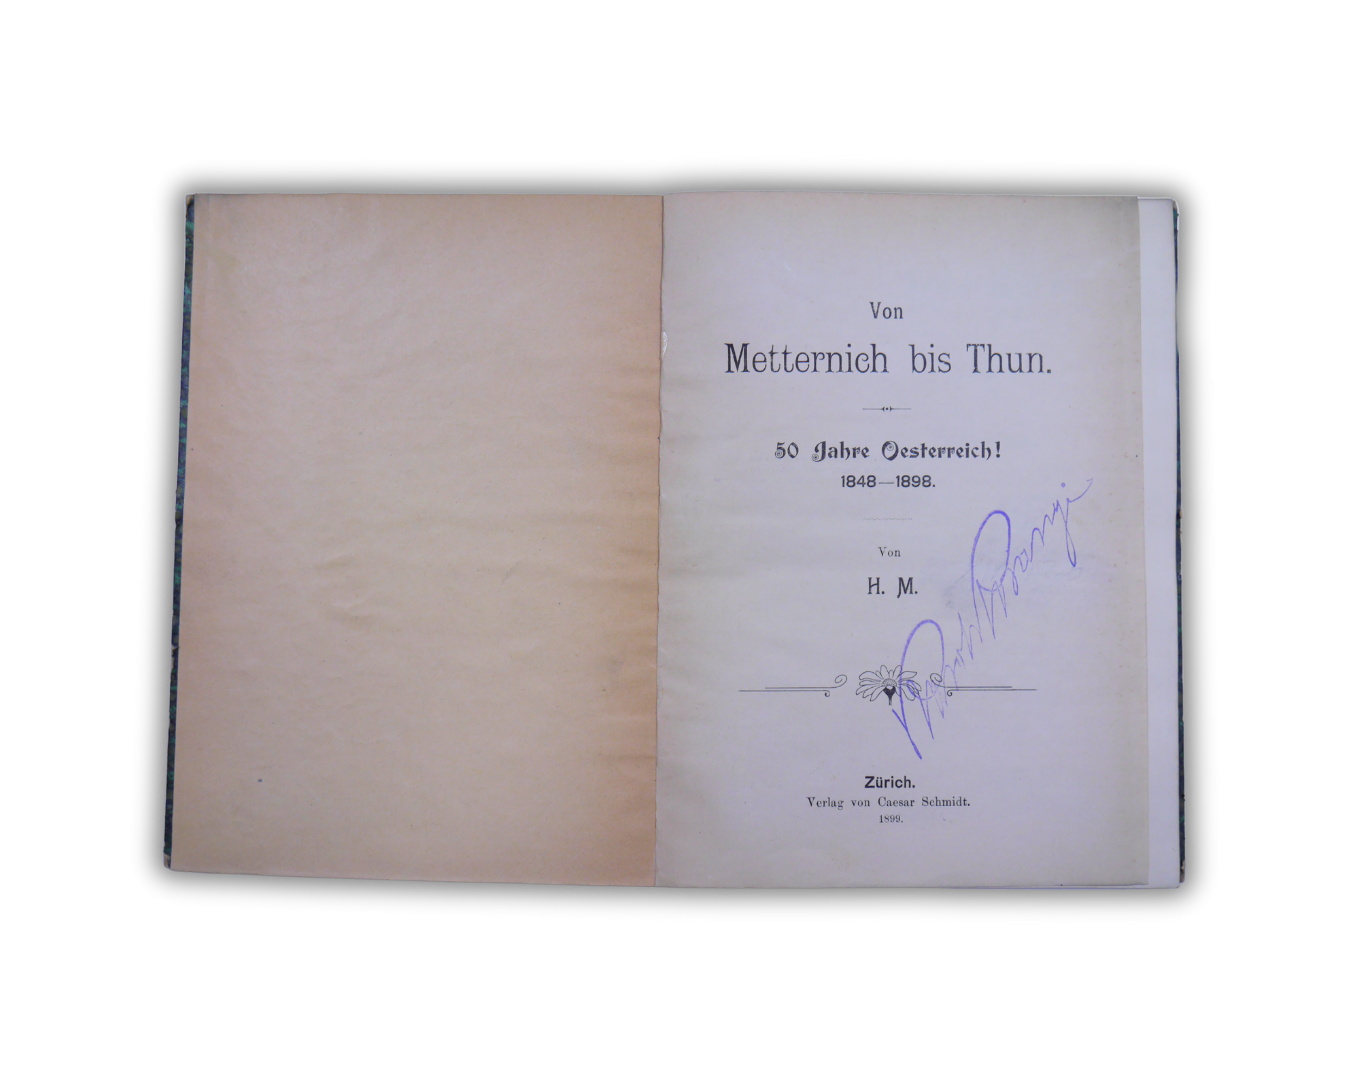 Von
Metternich bis Thun.
50 Jahre Oesterreich!
1848—1898.
Von
H. M.
Zürich.
Verlag von Caesar Schmidt.
1899.